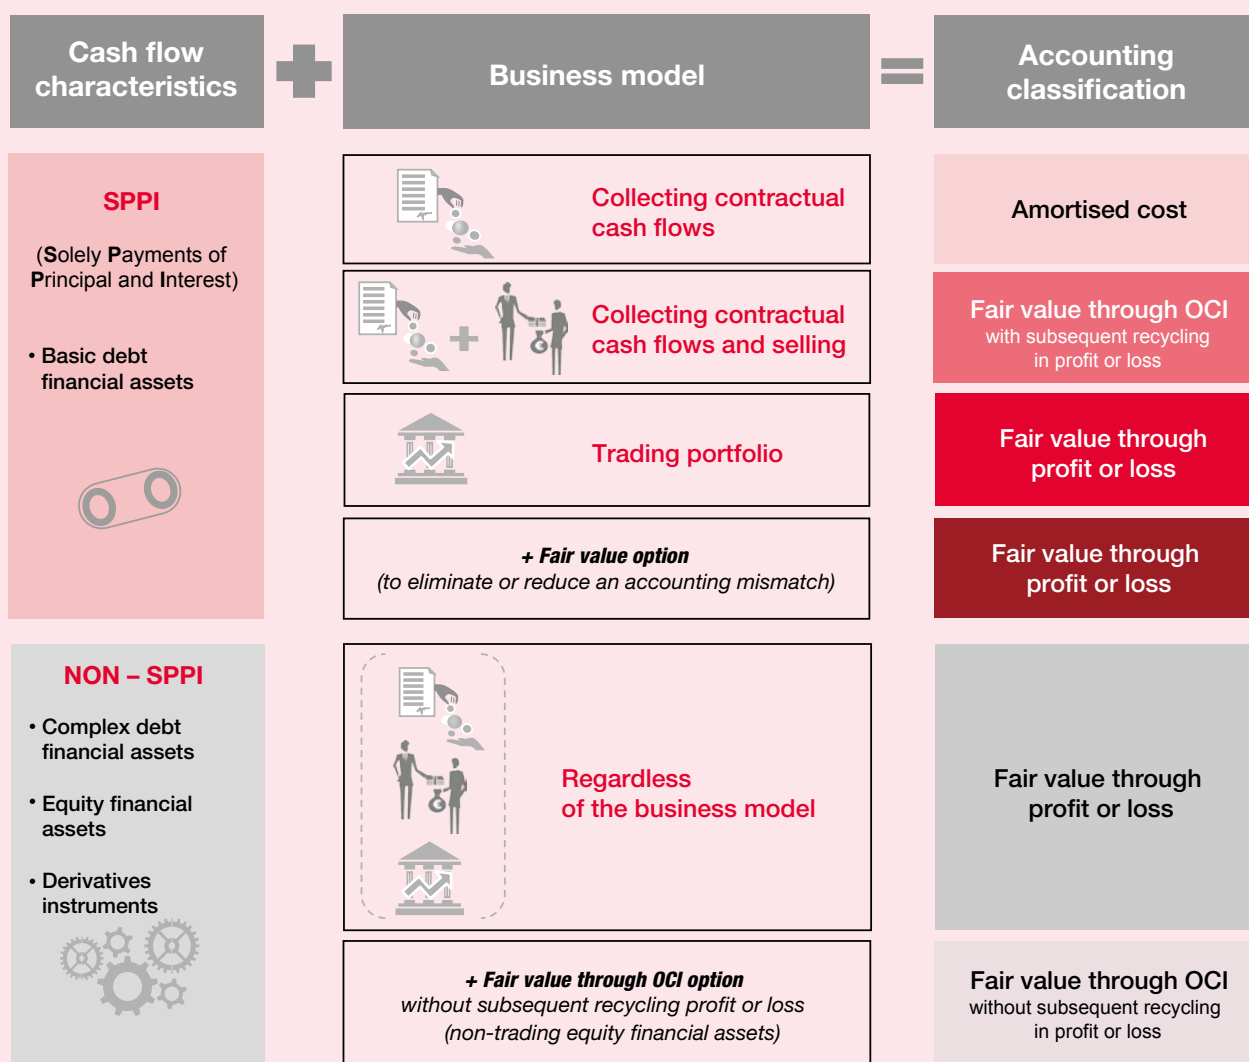 Cash flow
characteristics
+
Business model
=
Accounting
classification
SPPI
(Solely Payments of
Principal and Interest)
• Basic debt
financial assets
Collecting contractual
cash flows
Amortised cost
+
€
Collecting contractual
cash flows and selling
Fair value through OCI
with subsequent recycling
in profit or loss
Trading portfolio
Fair value through
profit or loss
+ Fair value option
(to eliminate or reduce an accounting mismatch)
Fair value through
profit or loss
NON – SPPI
• Complex debt
financial assets
• Equity financial
assets
• Derivatives
instruments
€
Regardless
of the business model
Fair value through
profit or loss
+ Fair value through OCI option
without subsequent recycling profit or loss
(non-trading equity financial assets)
Fair value through OCI
without subsequent recycling
in profit or loss